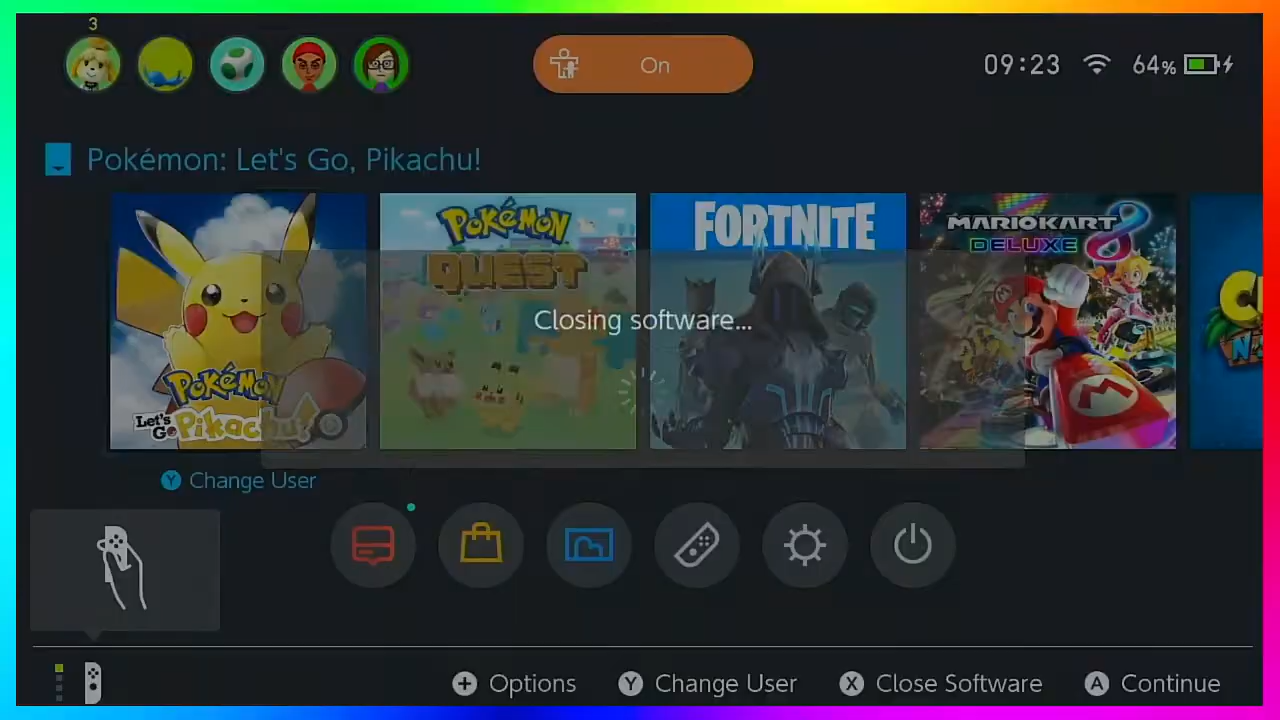 3
On
09:23
64%
Pokémon: Let's Go, Pikachu!
Pokémon
Let's Go
Pikachu!
Pokémon
QUEST
FORTNITE
MARIOKART 8
DELUXE
Closing software...
Y Change User
+ Options
Y Change User
X Close Software
A Continue